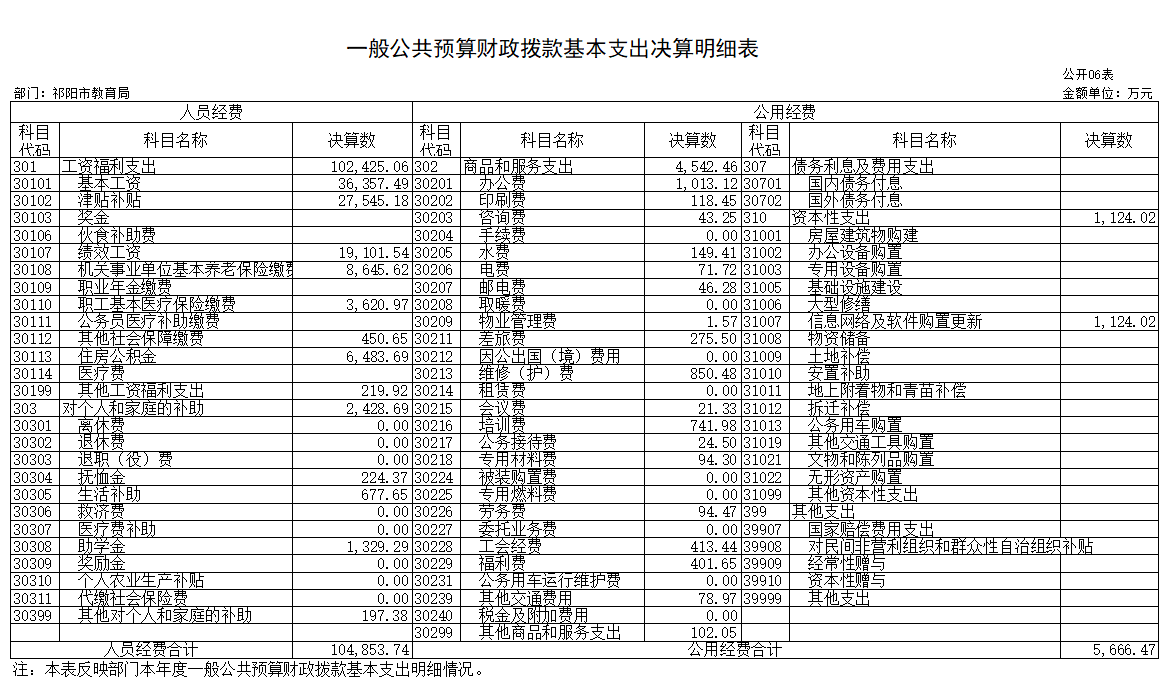 一般公共预算财政拨款基本支出决算明细表
公开06表
部门：祁阳市教育局 金额单位：万元
人员经费 公用经费
科目代码 科目名称 决算数 科目代码 科目名称 决算数 科目代码 科目名称 决算数
301 工资福利支出 102,425.06 302 商品和服务支出 4,542.46 307 债务利息及费用支出
30101 基本工资 36,357.49 30201 办公费 1,013.12 30701 国内债务付息
30102 津贴补贴 27,545.18 30202 印刷费 118.45 30702 国外债务付息
30103 奖金 30203 咨询费 43.25 310 资本性支出 1,124.02
30106 伙食补助费 30204 手续费 0.00 31001 房屋建筑物购建
30107 绩效工资 19,101.54 30205 水费 149.41 31002 办公设备购置
30108 机关事业单位基本养老保险缴费 8,645.62 30206 电费 71.72 31003 专用设备购置
30109 职业年金缴费 30207 邮电费 46.28 31005 基础设施建设
30110 职工基本医疗保险缴费 3,620.97 30208 取暖费 0.00 31006 大型修缮
30111 公务员医疗补助缴费 30209 物业管理费 1.57 31007 信息网络及软件购置更新 1,124.02
30112 其他社会保障缴费 450.65 30211 差旅费 275.50 31008 物资储备
30113 住房公积金 6,483.69 30212 因公出国（境）费用 0.00 31009 土地补偿
30114 医疗费 30213 维修（护）费 850.48 31010 安置补助
30199 其他工资福利支出 219.92 30214 租赁费 0.00 31011 地上附着物和青苗补偿
303 对个人和家庭的补助 2,428.69 30215 会议费 21.33 31012 拆迁补偿
30301 离休费 0.00 30216 培训费 741.98 31013 公务用车购置
30302 退休费 0.00 30217 公务接待费 24.50 31019 其他交通工具购置
30303 退职（役）费 0.00 30218 专用材料费 94.30 31021 文物和陈列品购置
30304 抚恤金 224.37 30224 被装购置费 0.00 31022 无形资产购置
30305 生活补助 677.65 30225 专用燃料费 0.00 31099 其他资本性支出
30306 救济费 0.00 30226 劳务费 94.47 399 其他支出
30307 医疗费补助 0.00 30227 委托业务费 0.00 39907 国家赔偿费用支出
30308 助学金 1,329.29 30228 工会经费 413.44 39908 对民间非营利组织和群众性自治组织补贴
30309 奖励金 0.00 30229 福利费 401.65 39909 经常性赠与
30310 个人农业生产补贴 0.00 30231 公务用车运行维护费 0.00 39910 资本性赠与
30311 代缴社会保险费 0.00 30239 其他交通费用 78.97 39999 其他支出
30399 其他对个人和家庭的补助 197.38 30240 税金及附加费用 0.00
30299 其他商品和服务支出 102.05
人员经费合计 104,853.74 公用经费合计 5,666.47
注：本表反映部门本年度一般公共预算财政拨款基本支出明细情况。